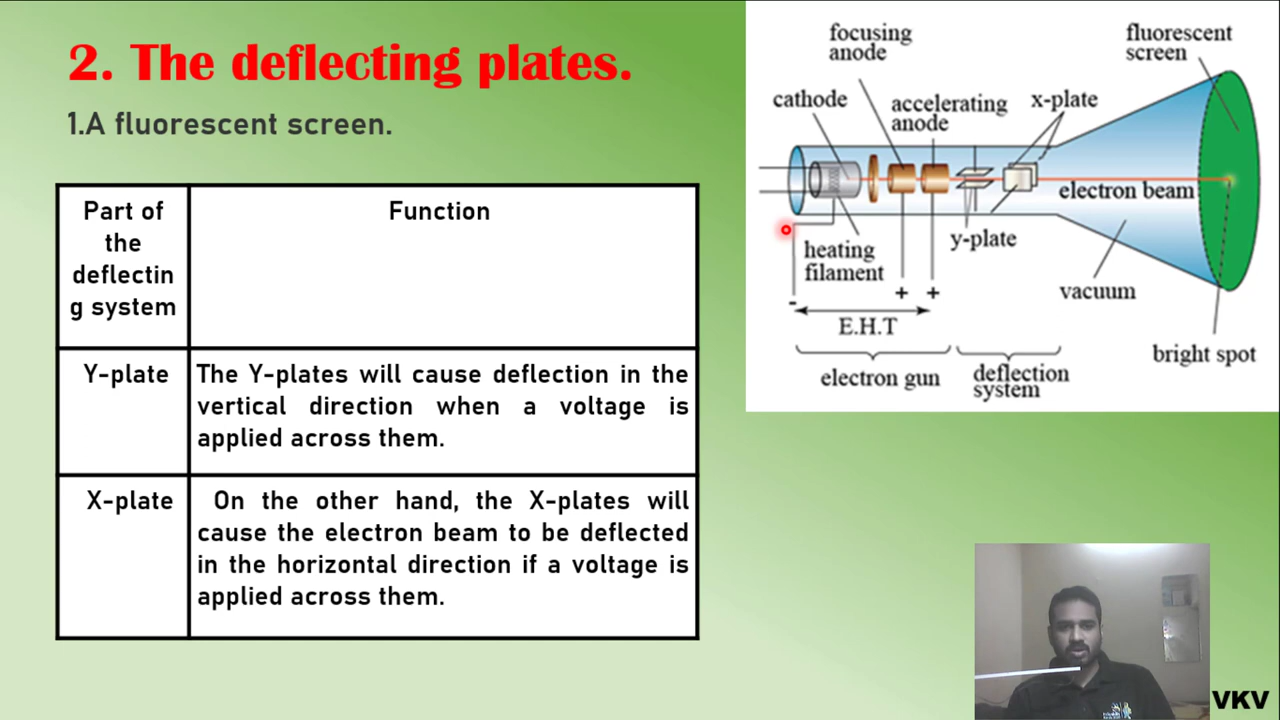 2. The deflecting plates.
1.A fluorescent screen.
Part of
the
deflectin
g system
Function
Y-plate
The Y-plates will cause deflection in the
vertical direction when a voltage is
applied across them.
X-plate
On the other hand, the X-plates will
cause the electron beam to be deflected
in the horizontal direction if a voltage is
applied across them.
focusing
anode
fluorescent
screen
cathode
accelerating
anode
x-plate
electron beam
heating
filament
y-plate
vacuum
-
+
+
E.H.T
electron gun
deflection
system
bright spot
VKV